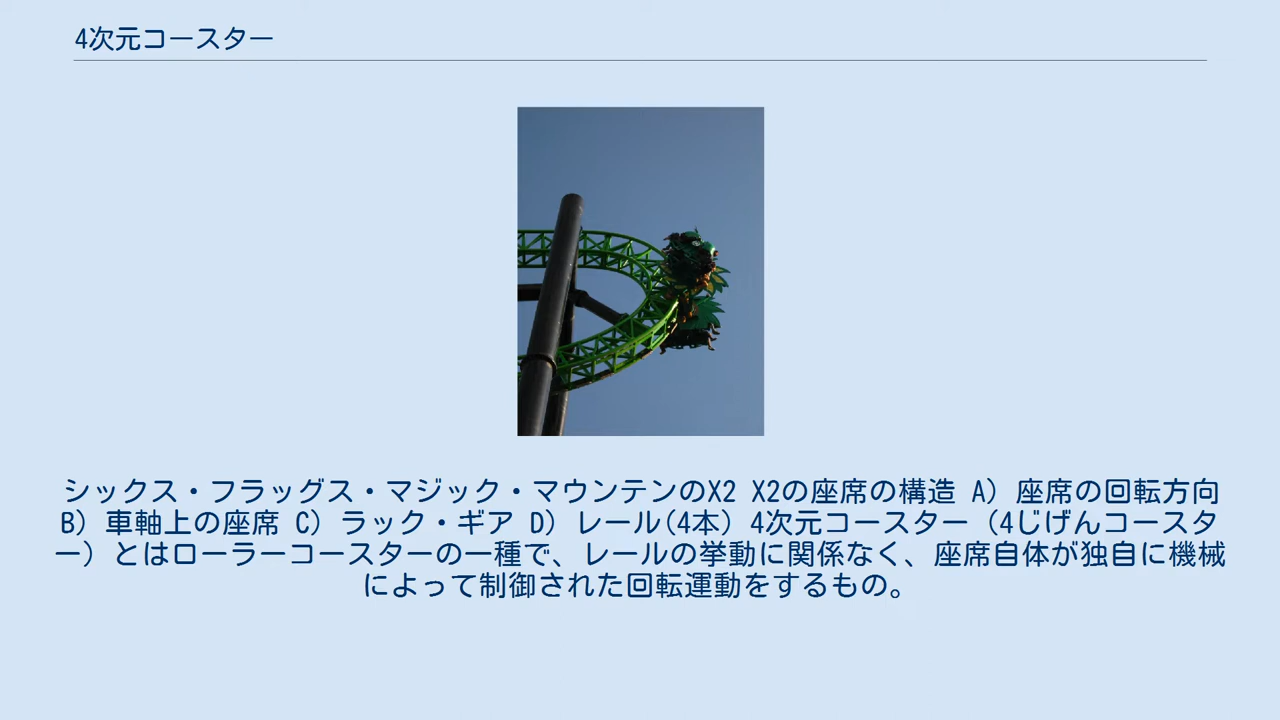 4次元コースター
シックス・フラッグス・マジック・マウンテンのX2 X2の座席の構造 A）座席の回転方向
B）車軸上の座席 C）ラック・ギア D）レール(4本）4次元コースター（4じげんコースタ
ー）とはローラーコースターの一種で、レールの挙動に関係なく、座席自体が独自に機械
によって制御された回転運動をするもの。